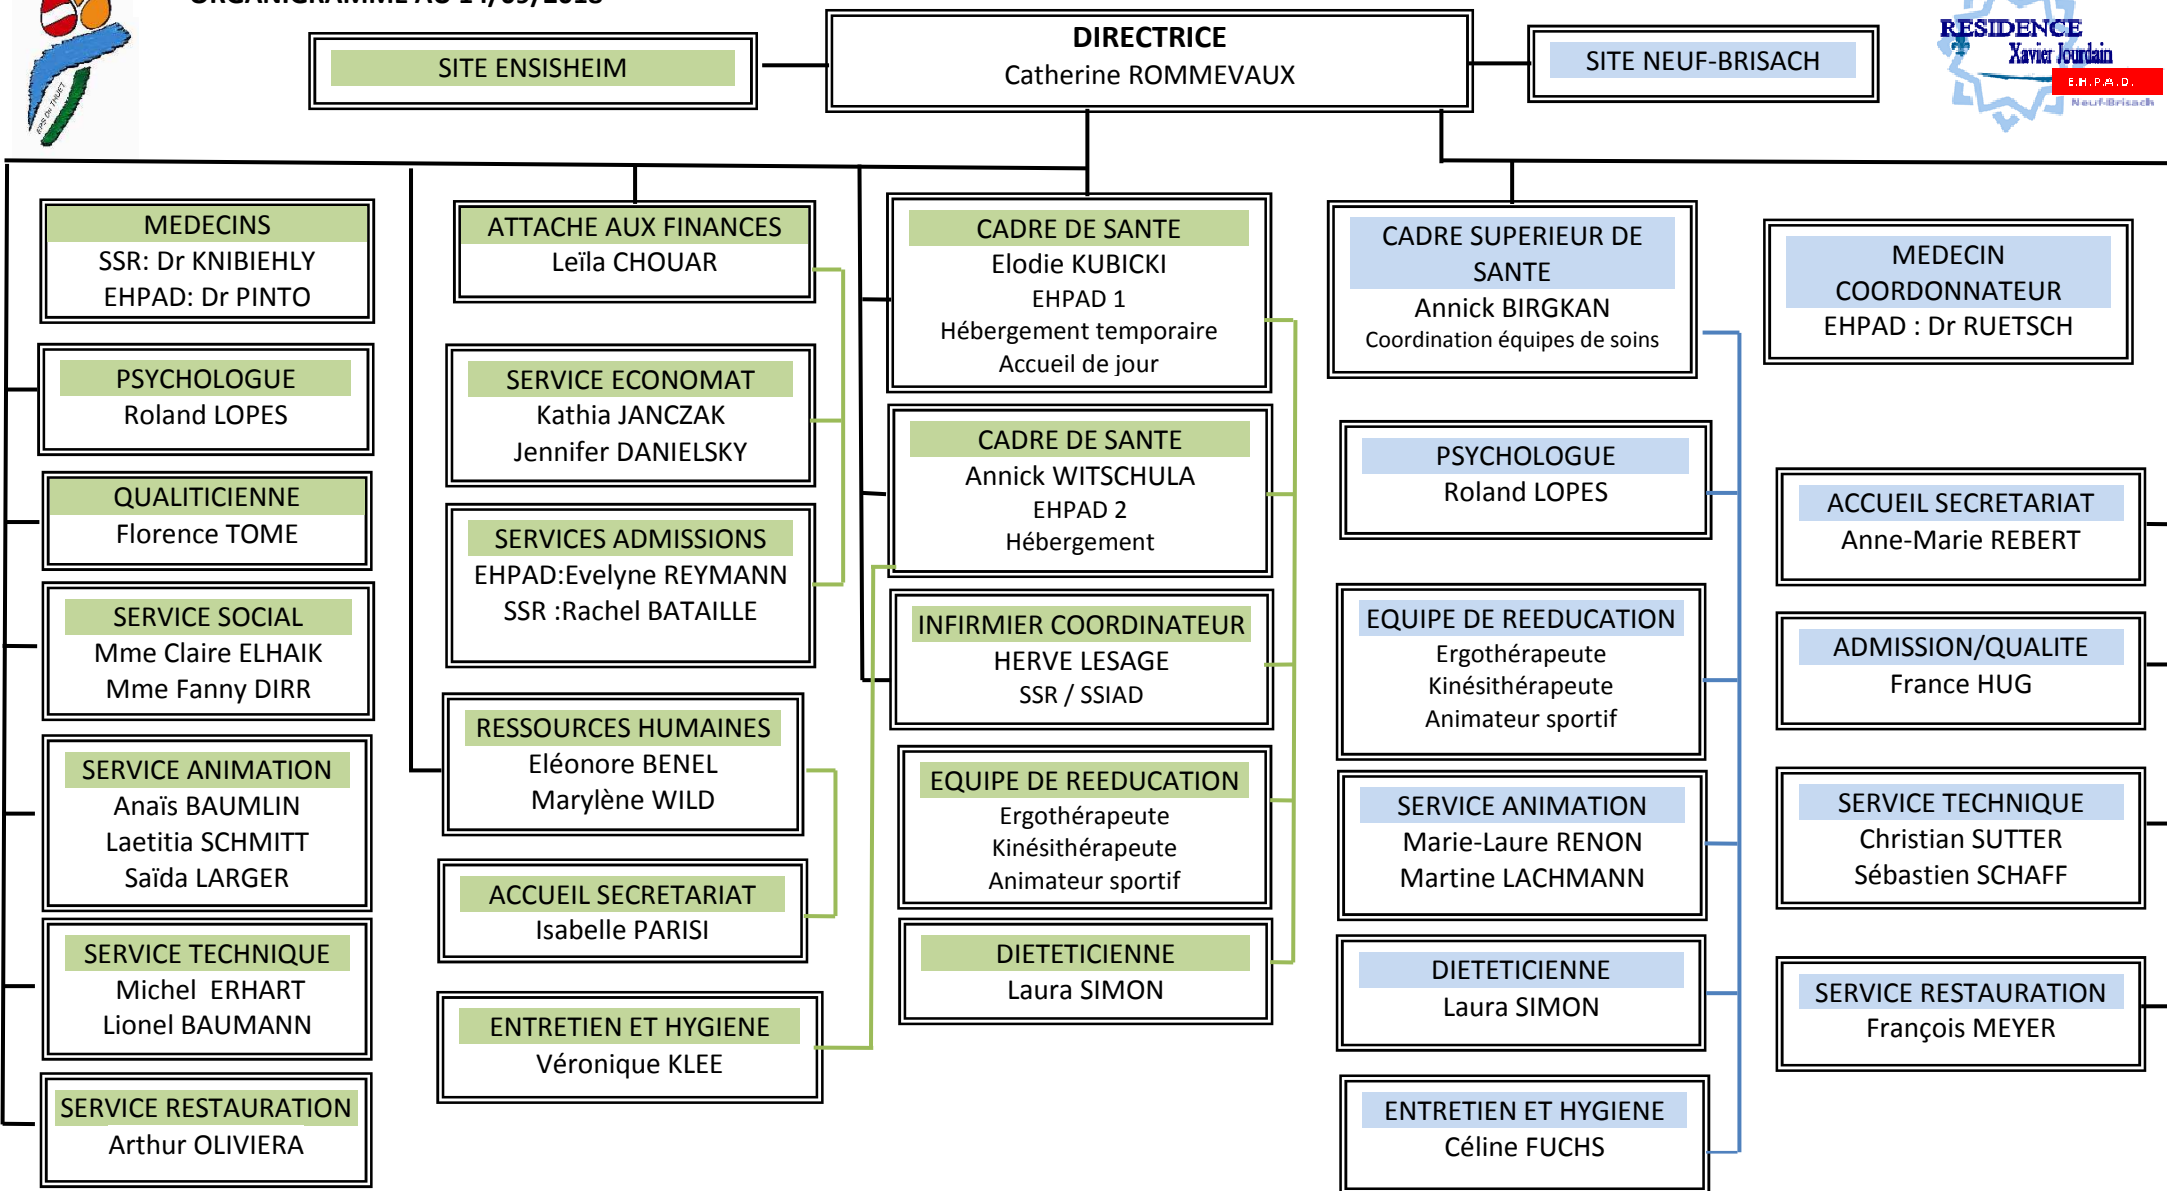 ORGANIGRAMME AU 14/09/2018
SITE ENSISHEIM
DIRECTRICE
Catherine ROMMEVAUX
SITE NEUF-BRISACH
RESIDENCE
Xavier Jourdain
E.H.P.A.D.
Neuf-Brisach
EPS Dr THUET
MEDECINS
SSR: Dr KNIBIEHLY
EHPAD: Dr PINTO
PSYCHOLOGUE
Roland LOPES
QUALITICIENNE
Florence TOME
SERVICE SOCIAL
Mme Claire ELHAIK
Mme Fanny DIRR
SERVICE ANIMATION
Anaïs BAUMLIN
Laetitia SCHMITT
Saïda LARGER
SERVICE TECHNIQUE
Michel ERHART
Lionel BAUMANN
SERVICE RESTAURATION
Arthur OLIVIERA
ATTACHE AUX FINANCES
Leïla CHOUAR
SERVICE ECONOMAT
Kathia JANCZAK
Jennifer DANIELSKY
SERVICES ADMISSIONS
EHPAD:Evelyne REYMANN
SSR :Rachel BATAILLE
RESSOURCES HUMAINES
Eléonore BENEL
Marylène WILD
ACCUEIL SECRETARIAT
Isabelle PARISI
ENTRETIEN ET HYGIENE
Véronique KLEE
CADRE DE SANTE
Elodie KUBICKI
EHPAD 1
Hébergement temporaire
Accueil de jour
CADRE DE SANTE
Annick WITSCHULA
EHPAD 2
Hébergement
INFIRMIER COORDINATEUR
HERVE LESAGE
SSR / SSIAD
EQUIPE DE REEDUCATION
Ergothérapeute
Kinésithérapeute
Animateur sportif
DIETETICIENNE
Laura SIMON
CADRE SUPERIEUR DE
SANTE
Annick BIRGKAN
Coordination équipes de soins
PSYCHOLOGUE
Roland LOPES
EQUIPE DE REEDUCATION
Ergothérapeute
Kinésithérapeute
Animateur sportif
SERVICE ANIMATION
Marie-Laure RENON
Martine LACHMANN
DIETETICIENNE
Laura SIMON
ENTRETIEN ET HYGIENE
Céline FUCHS
MEDECIN
COORDONNATEUR
EHPAD : Dr RUETSCH
ACCUEIL SECRETARIAT
Anne-Marie REBERT
ADMISSION/QUALITE
France HUG
SERVICE TECHNIQUE
Christian SUTTER
Sébastien SCHAFF
SERVICE RESTAURATION
François MEYER